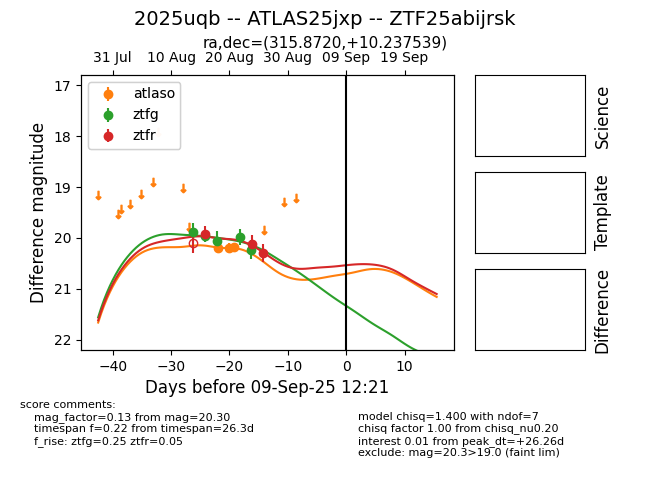 2025uqb -- ATLAS25jxp -- ZTF25abijrsk
ra,dec=(315.8720,+10.237539)
31 Jul 10 Aug 20 Aug 30 Aug 09 Sep 19 Sep
atlaso
ztfg
ztfr
17
18
19
20
21
22
Difference magnitude
−40 −30 −20 −10 0 10
Days before 09-Sep-25 12:21
Science
Template
Difference
score comments:
mag_factor=0.13 from mag=20.30
timespan f=0.22 from timespan=26.3d
f_rise: ztfg=0.25 ztfr=0.05
model chisq=1.400 with ndof=7
chisq factor 1.00 from chisq_nu0.20
interest 0.01 from peak_dt=+26.26d
exclude: mag=20.3>19.0 (faint lim)